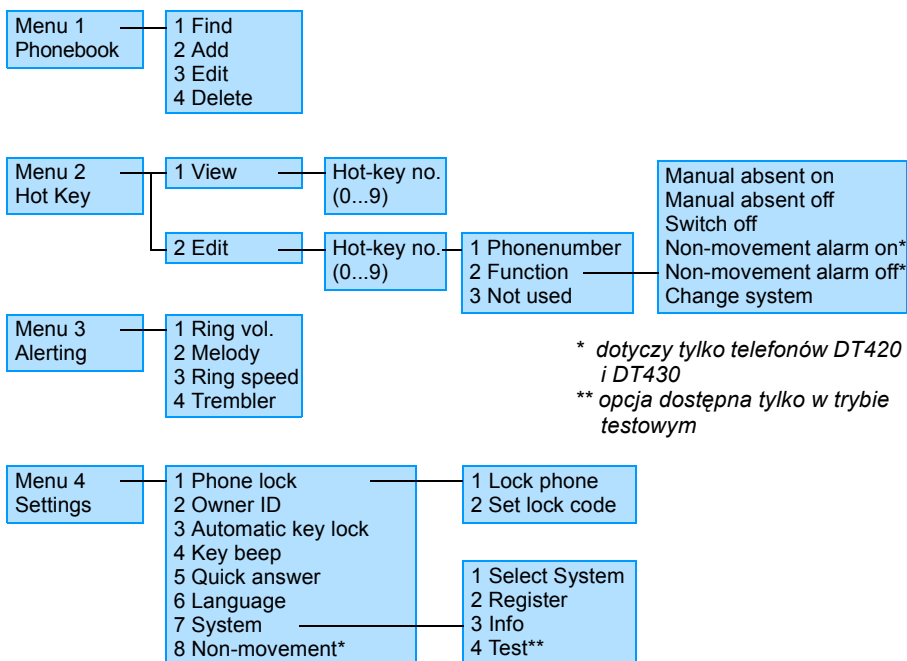 Menu 1
Phonebook
1 Find
2 Add
3 Edit
4 Delete
Menu 2
Hot Key
1 View
Hot-key no.
(0...9)
2 Edit
Hot-key no.
(0...9)
1 Phonenumber
2 Function
3 Not used
Manual absent on
Manual absent off
Switch off
Non-movement alarm on*
Non-movement alarm off*
Change system
Menu 3
Alerting
1 Ring vol.
2 Melody
3 Ring speed
4 Trembler
* dotyczy tylko telefonów DT420
i DT430
** opcja dostępna tylko w trybie
testowym
Menu 4
Settings
1 Phone lock
2 Owner ID
3 Automatic key lock
4 Key beep
5 Quick answer
6 Language
7 System
8 Non-movement*
1 Lock phone
2 Set lock code
1 Select System
2 Register
3 Info
4 Test**